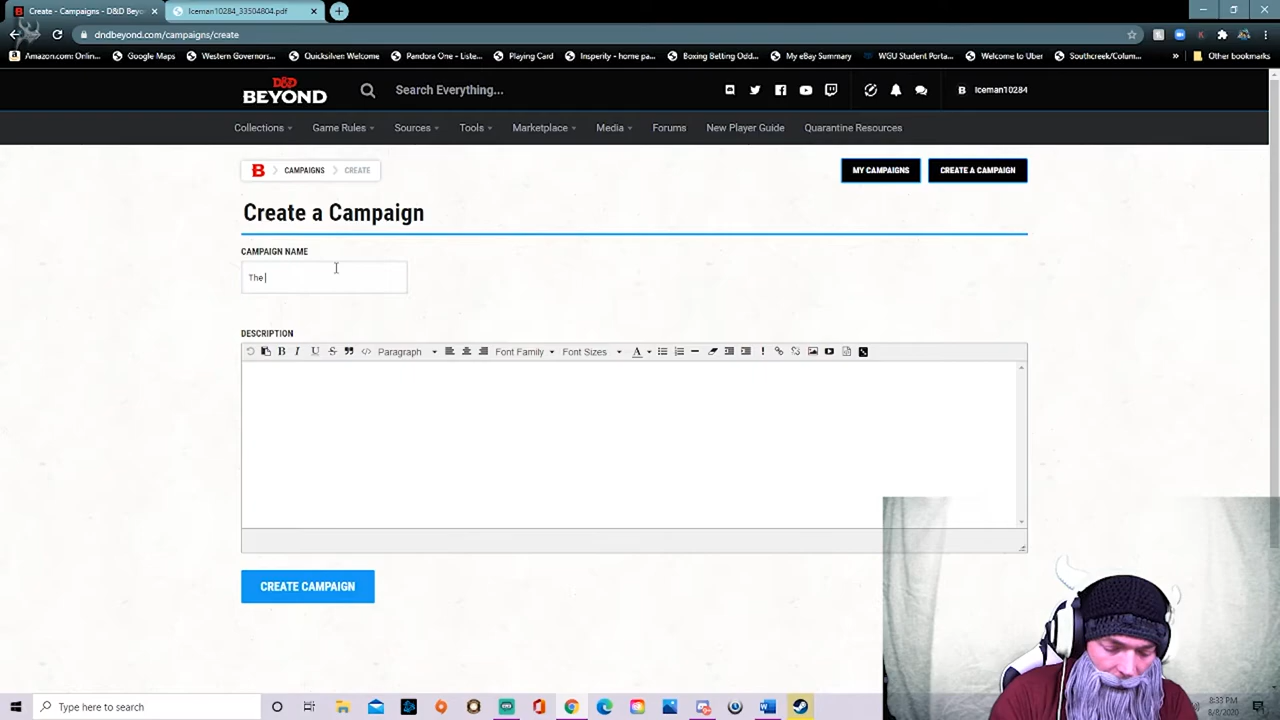 Create - Campaigns - D&D Beyo
Iceman10284_33504804.pdf
dndbeyond.com/campaigns/create
Amazon.com: Onlin...
Google Maps
Western Governors...
Quicksilver Welcome
Pandora One - Liste...
Playing Card
Insperity - home pa...
Boxing Betting Odd...
My eBay Summary
WGU Student Porta...
Welcome to Uber
Southcreek/Colum...
Other bookmarks
D&D
BEYOND
Search Everything...
Iceman10284
Collections
Game Rules
Sources
Tools
Marketplace
Media
Forums
New Player Guide
Quarantine Resources
B
CAMPAIGNS
CREATE
MY CAMPAIGNS
CREATE A CAMPAIGN
Create a Campaign
CAMPAIGN NAME
The
DESCRIPTION
Paragraph
Font Family
Font Sizes
CREATE CAMPAIGN
Type here to search
8:33 PM
8/8/2020